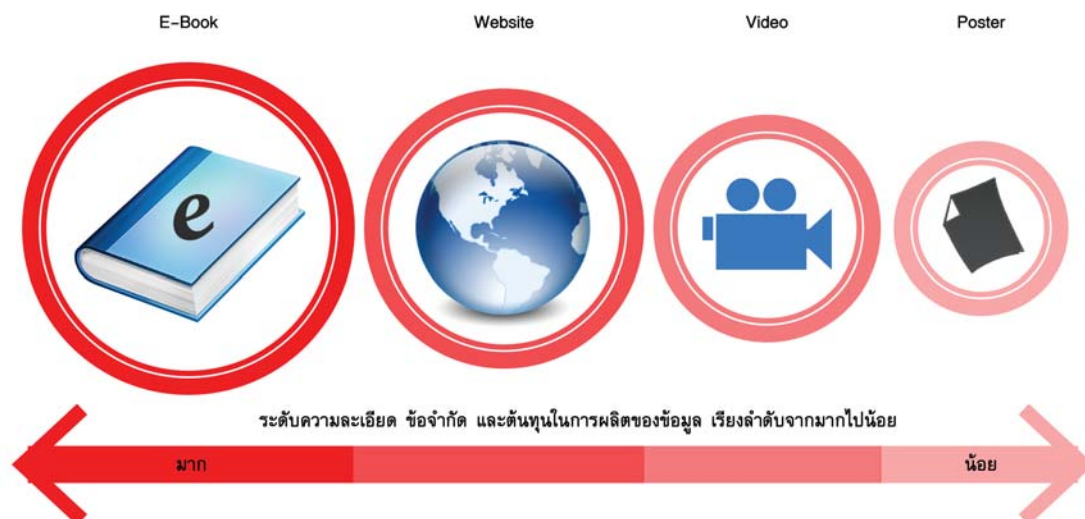 E-Book Website Video Poster
e
ระดับความละเอียด ข้อจำกัด และต้นทุนในการผลิตของข้อมูล เรียงลำดับจากมากไปน้อย
มาก น้อย